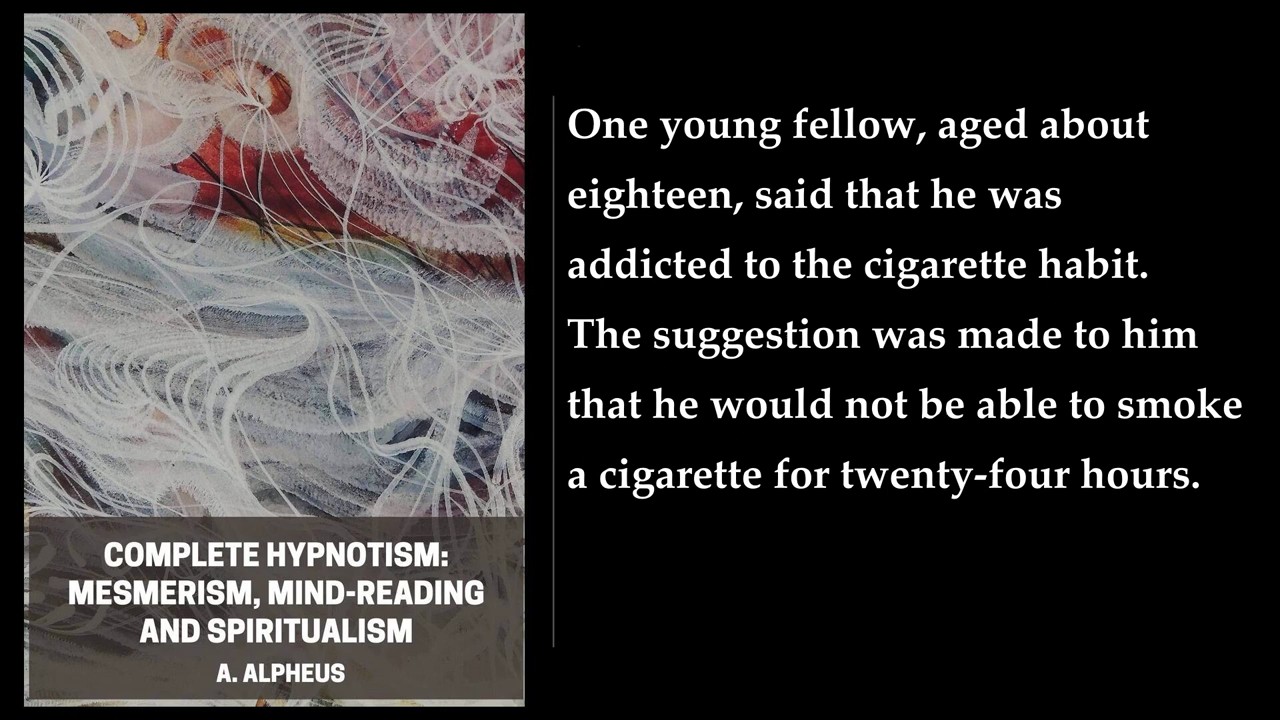 COMPLETE HYPNOTISM:
MESMERISM, MIND-READING
AND SPIRITUALISM
A. ALPHEUS
One young fellow, aged about
eighteen, said that he was
addicted to the cigarette habit.
The suggestion was made to him
that he would not be able to smoke
a cigarette for twenty-four hours.